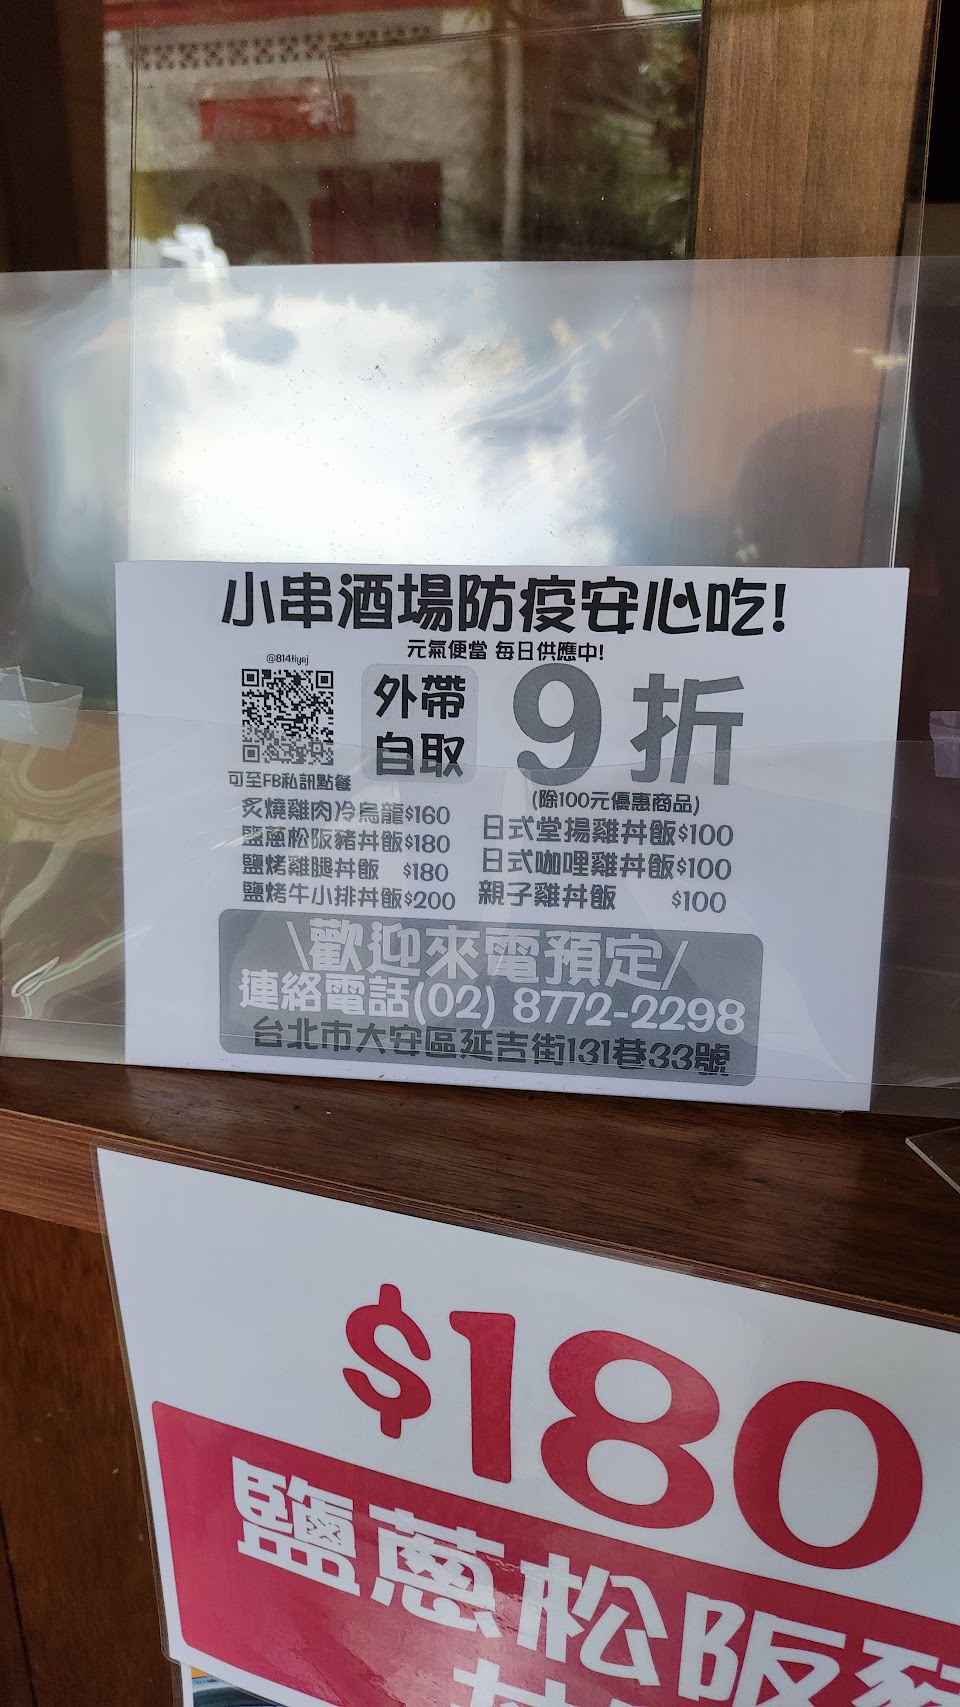 小串酒場防疫安心吃!
元氣便當 每日供應中!
@814tiyej
外帶
自取
9折
可至FB私訊點餐
(除100元優惠商品)
炙燒雞肉冷烏龍$160
鹽蔥松阪豬丼飯$180
鹽烤雞腿丼飯 $180
鹽烤牛小排丼飯$200
日式唐揚雞丼飯$100
日式咖哩雞丼飯$100
親子雞丼飯 $100
\歡迎來電預定/
連絡電話(02) 8772-2298
台北市大安區延吉街131巷33號
$180
鹽蔥松阪